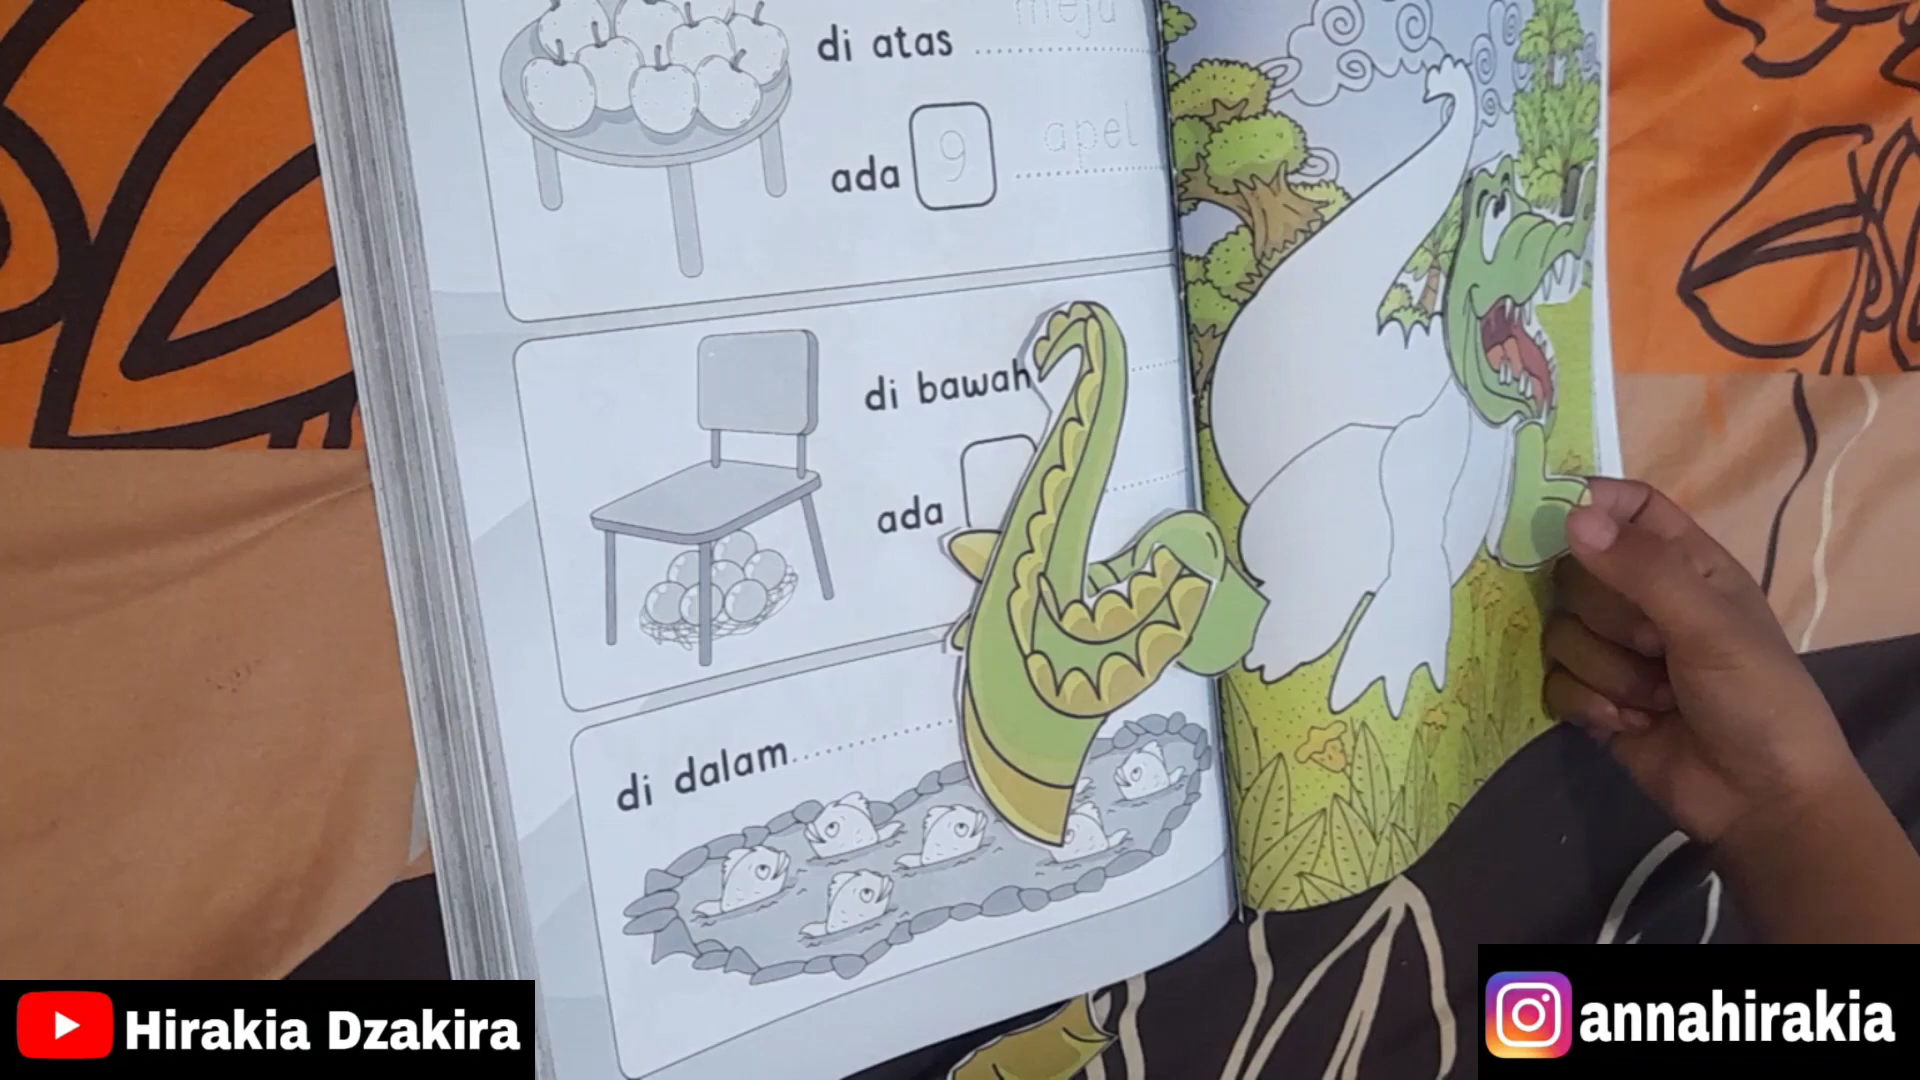 di atas meja
ada 9 apel
di bawah
ada
di dalam
Hirakia Dzakira
annahirakia